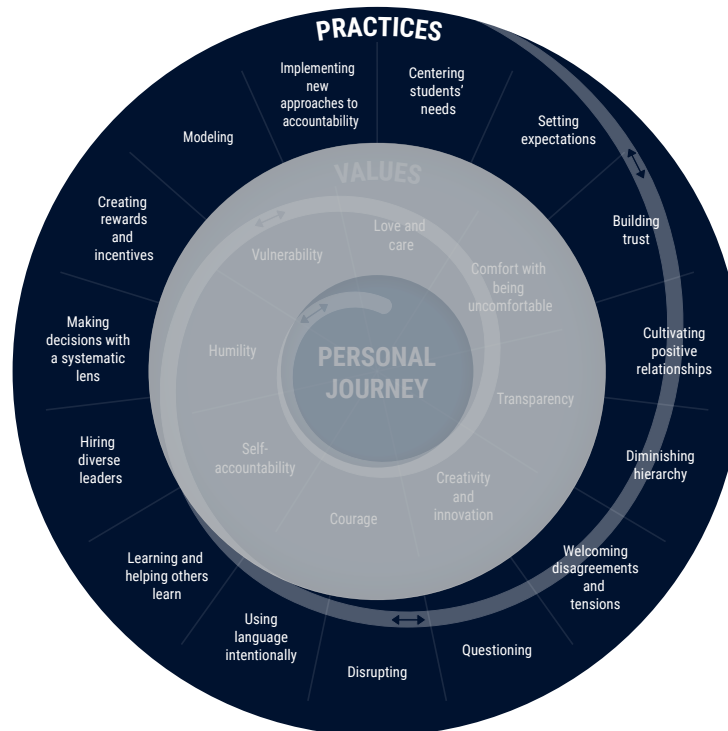 PRACTICES
Implementing
new
approaches to
accountability
Centering
students’
needs
Setting
expectations
Building
trust
Cultivating
positive
relationships
Diminishing
hierarchy
Welcoming
disagreements
and
tensions
Questioning
Disrupting
Using
language
intentionally
Learning and
helping others
learn
Hiring
diverse
leaders
Making
decisions with
a systematic
lens
Creating
rewards
and
incentives
Modeling
VALUES
Love and
care
Comfort with
being
uncomfortable
Transparency
Creativity
and
innovation
Courage
Self-
accountability
Humility
Vulnerability
PERSONAL
JOURNEY